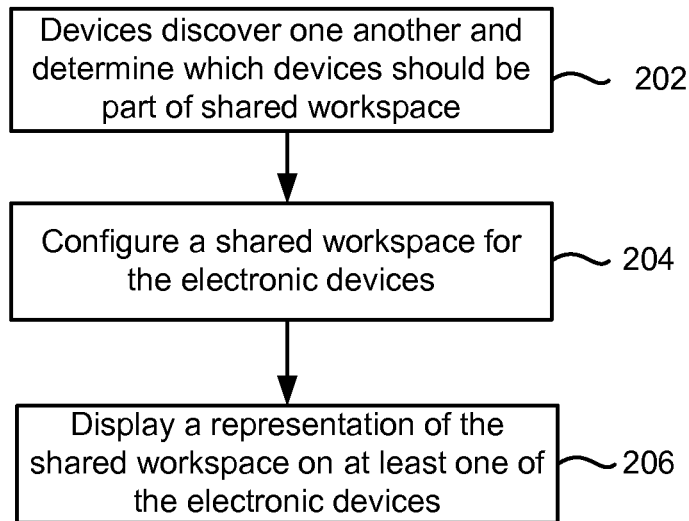 Devices discover one another and
determine which devices should be
part of shared workspace
202
Configure a shared workspace for
the electronic devices
204
Display a representation of the
shared workspace on at least one of
the electronic devices
206